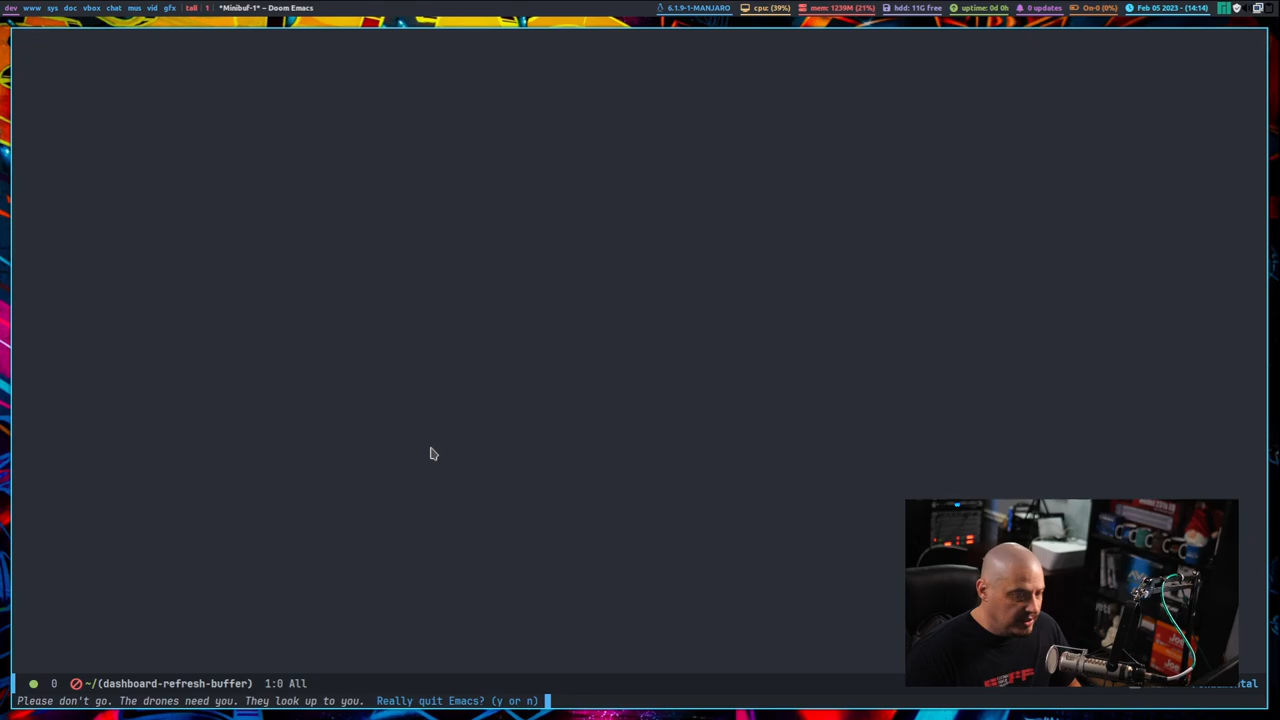 dev www sys doc vbox chat mus vid gfx tall 1 *Minibuf-1* – Doom Emacs 6.1.9-1-MANJARO cpu: (39%) mem: 1239M (21%) hdd: 11G free uptime: 0d 0h 0 updates On-0 (0%) Feb 05 2023 - (14:14)
0 ~/(dashboard-refresh-buffer) 1:0 All
Please don't go. The drones need you. They look up to you. Really quit Emacs? (y or n)